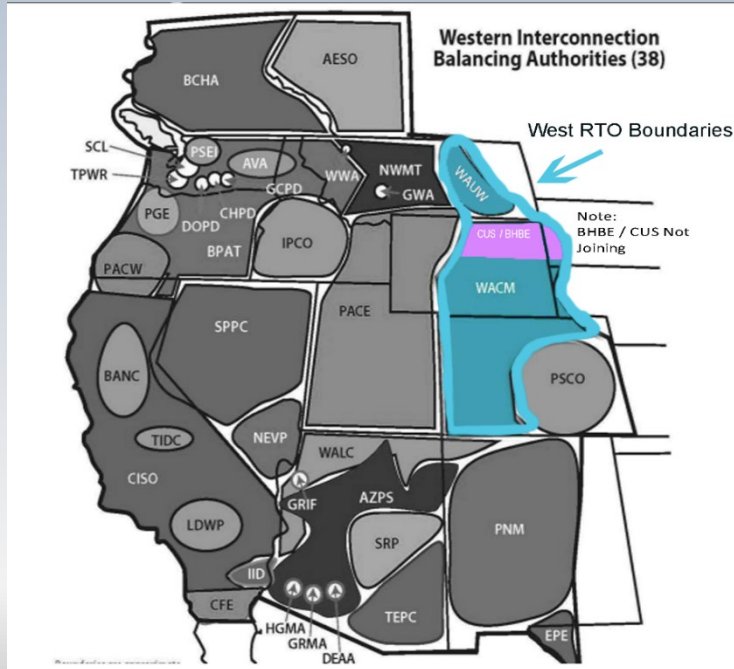 Western Interconnection
Balancing Authorities (38)
West RTO Boundaries
Note:
BHBE / CUS Not
Joining
BCHA
AESO
SCL
PSEI
TPWR
AVA
WWA
NWMT
GCPD
GWA
WAUW
PGE
CHPD
DOPD
BPAT
IPCO
CUS / BHBE
PACW
WACM
SPPC
PACE
BANC
PSCO
TIDC
NEVP
WALC
CISO
GRIF
AZPS
LDWP
SRP
PNM
IID
CFE
TEPC
HGMA
GRMA
DEAA
EPE